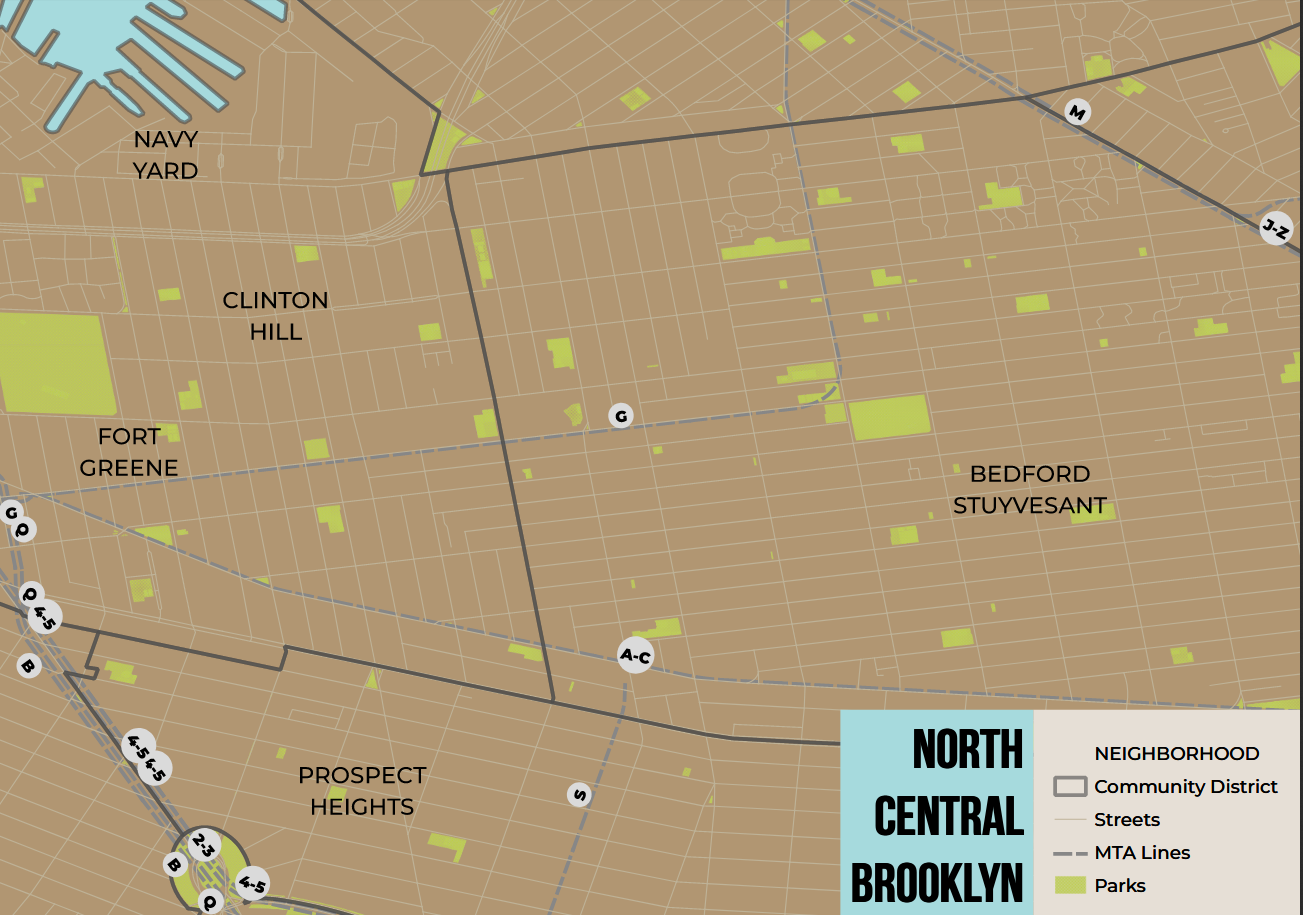 M
NAVY
YARD
J-Z
CLINTON
HILL
G
FORT
GREENE
BEDFORD
STUYVESANT
G
Q
Q
4-5
A-C
B
4-5
4-5
PROSPECT
HEIGHTS
S
2-3
B
4-5
Q
NORTH
CENTRAL
BROOKLYN
NEIGHBORHOOD
Community District
Streets
MTA Lines
Parks